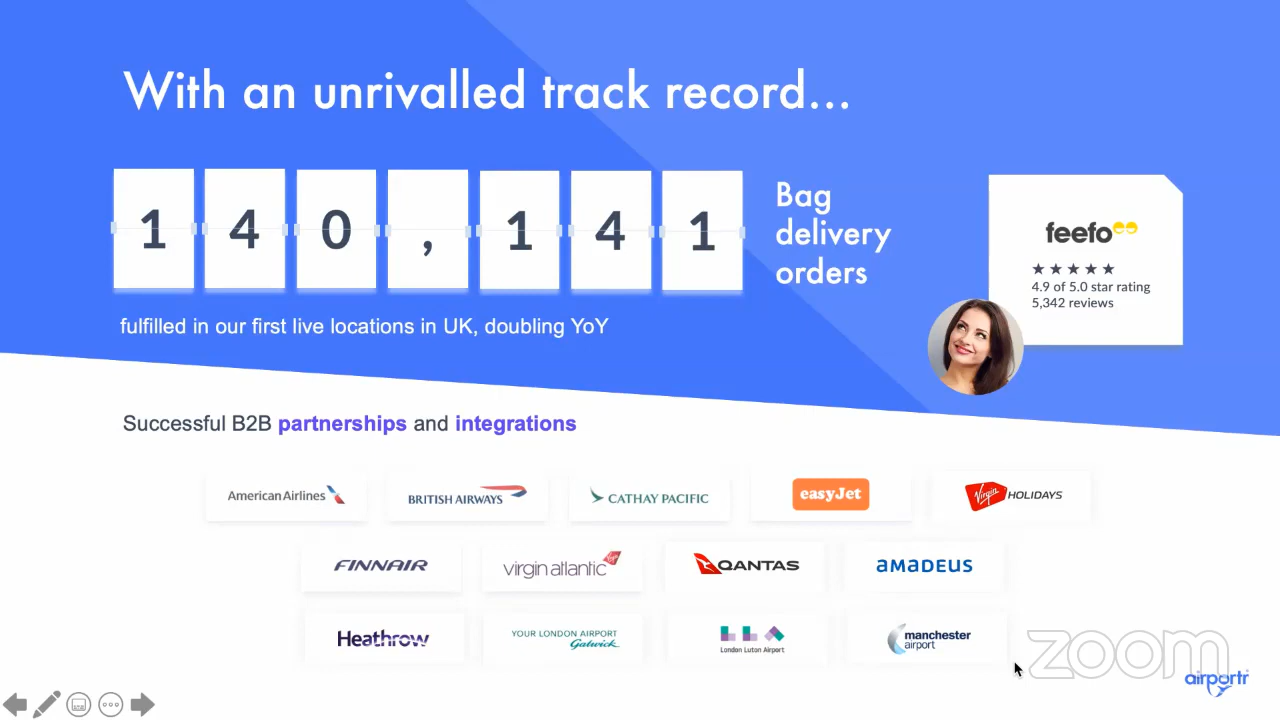 With an unrivalled track record...
140,141
Bag
delivery
orders
feefo
4.9 of 5.0 star rating
5,342 reviews
fulfilled in our first live locations in UK, doubling YoY
Successful B2B partnerships and integrations
American Airlines
BRITISH AIRWAYS
CATHAY PACIFIC
easyJet
Virgin HOLIDAYS
FINNAIR
virgin atlantic
QANTAS
amadeus
Heathrow
YOUR LONDON AIRPORT
Gatwick
LLA
London Luton Airport
manchester
airport
zoom
airportr